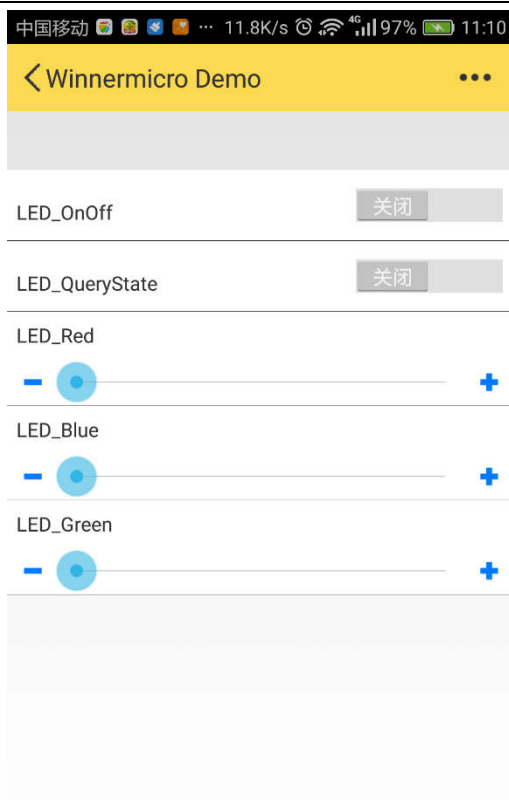 中国移动 … 11.8K/s 4G 97% 11:10
Winnermicro Demo
LED_OnOff 关闭
LED_QueryState 关闭
LED_Red
LED_Blue
LED_Green